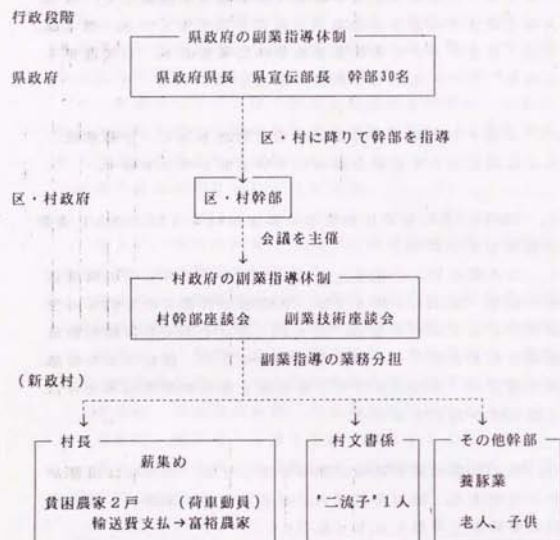 行政段階
県政府の副業指導体制
県政府
県政府県長 県宣伝部長 幹部30名
区・村に降りて幹部を指導
区・村政府
区・村幹部
会議を主催
村政府の副業指導体制
村幹部座談会 副業技術座談会
副業指導の業務分担
(新政村)
村長
薪集め
貧困農家2戸 (荷車動員)
輸送費支払→富裕農家
村文書係
"二流子"1人
その他幹部
養豚業
老人、子供